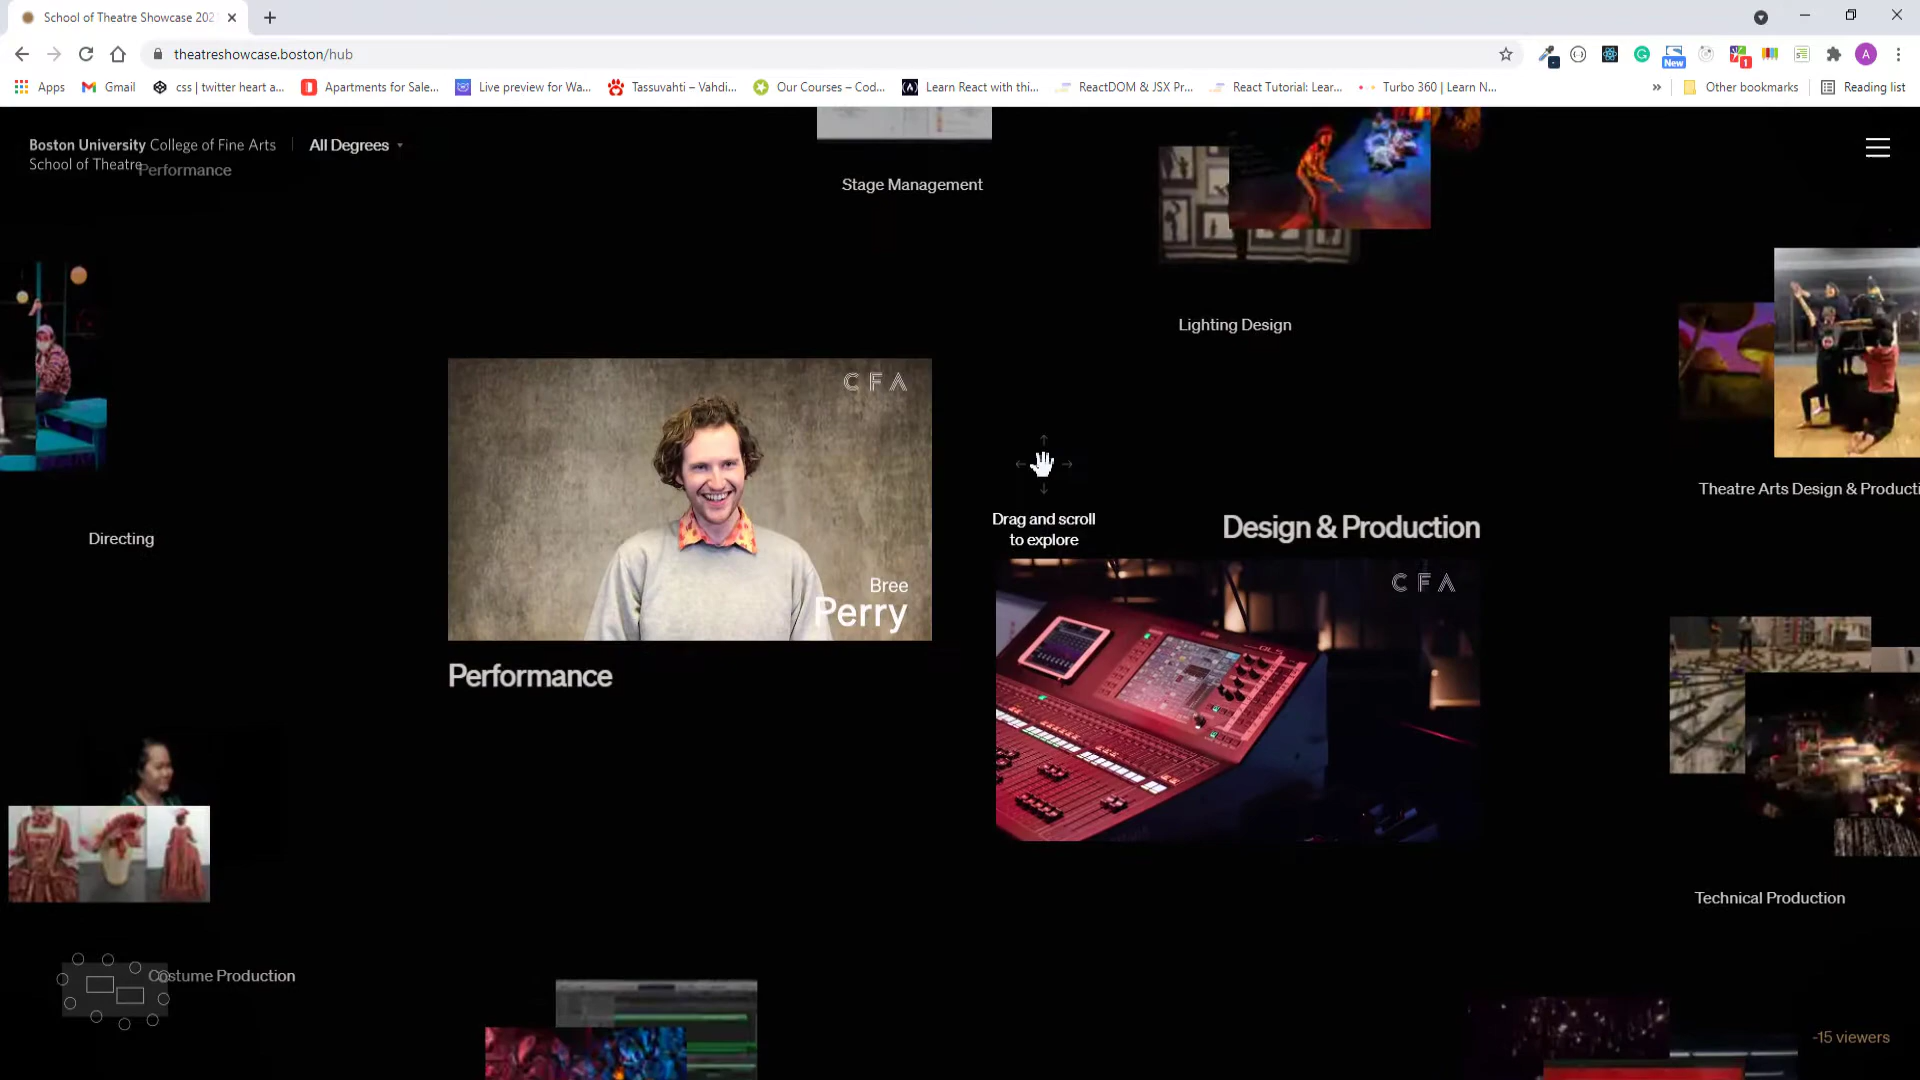 School of Theatre Showcase 202
theatreshowcase.boston/hub
New
1
A
Apps
Gmail
css | twitter heart a...
Apartments for Sale...
Live preview for Wa...
Tassuvahti – Vahdi...
Our Courses – Cod...
Learn React with thi...
ReactDOM & JSX Pr...
React Tutorial: Lear...
Turbo 360 | Learn N...
»
Other bookmarks
Reading list
Boston University College of Fine Arts
School of Theatre
All Degrees
Performance
Stage Management
Lighting Design
Theatre Arts Design & Producti
Directing
CFA
Bree
Perry
Performance
Drag and scroll
to explore
Design & Production
CFA
Technical Production
Costume Production
-15 viewers